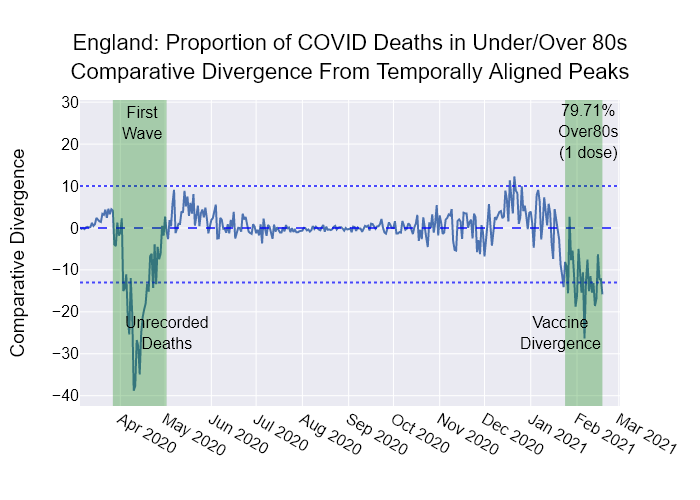 England: Proportion of COVID Deaths in Under/Over 80s
Comparative Divergence From Temporally Aligned Peaks
Comparative Divergence
30
20
10
0
−10
−20
−30
−40
First
Wave
79.71%
Over80s
(1 dose)
Unrecorded
Deaths
Vaccine
Divergence
Apr 2020
May 2020
Jun 2020
Jul 2020
Aug 2020
Sep 2020
Oct 2020
Nov 2020
Dec 2020
Jan 2021
Feb 2021
Mar 2021